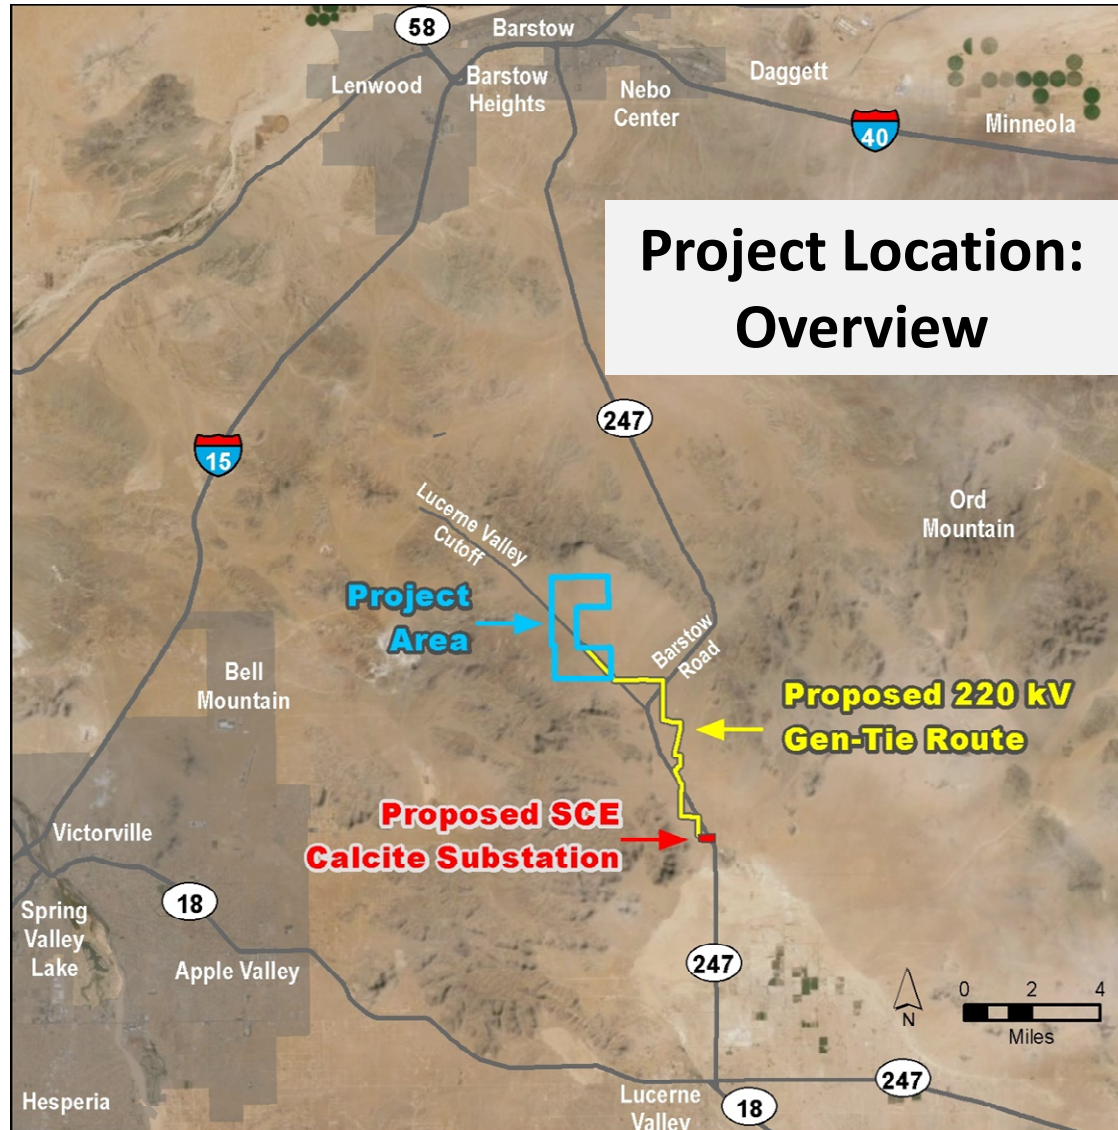 58
Barstow
Lenwood
Barstow
Heights
Nebo
Center
Daggett
Minneola
40
Project Location:
Overview
247
15
Ord
Mountain
Lucerne Valley
Cutoff
Project
Area
Barstow
Road
Bell
Mountain
Proposed 220 kV
Gen-Tie Route
Proposed SCE
Calcite Substation
Victorville
18
Spring
Valley
Lake
Apple Valley
247
0 2 4
N
Miles
Hesperia
Lucerne
Valley
247
18